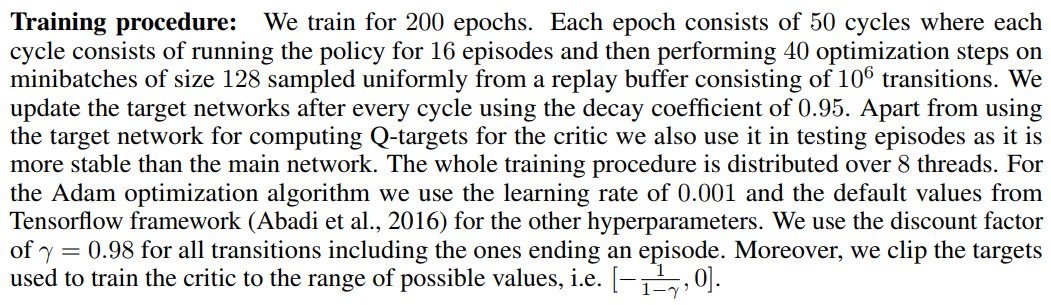 Training procedure: We train for 200 epochs. Each epoch consists of 50 cycles where each
cycle consists of running the policy for 16 episodes and then performing 40 optimization steps on
minibatches of size 128 sampled uniformly from a replay buffer consisting of 10⁶ transitions. We
update the target networks after every cycle using the decay coefficient of 0.95. Apart from using
the target network for computing Q-targets for the critic we also use it in testing episodes as it is
more stable than the main network. The whole training procedure is distributed over 8 threads. For
the Adam optimization algorithm we use the learning rate of 0.001 and the default values from
Tensorflow framework (Abadi et al., 2016) for the other hyperparameters. We use the discount factor
of γ = 0.98 for all transitions including the ones ending an episode. Moreover, we clip the targets
used to train the critic to the range of possible values, i.e. [−1/(1−γ), 0].